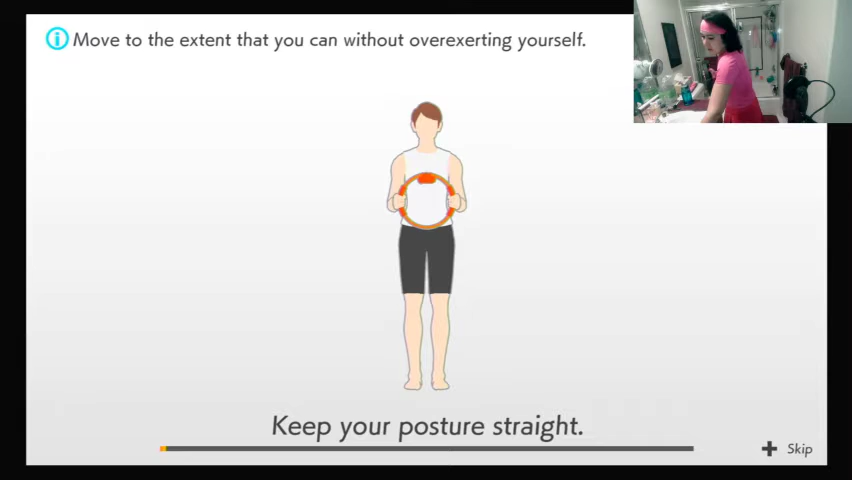 Move to the extent that you can without overexerting yourself.
Keep your posture straight.
Skip